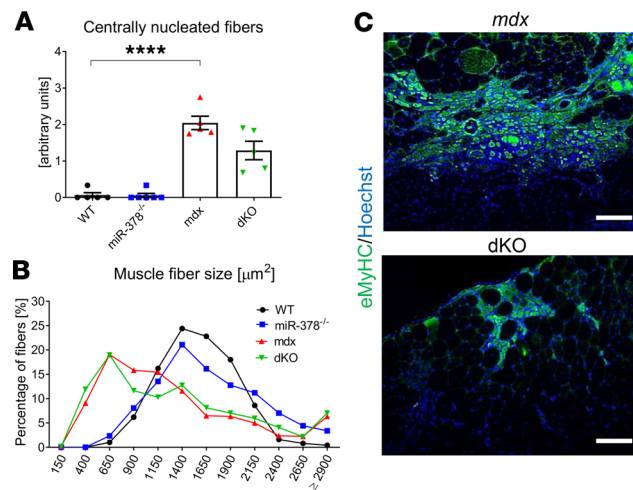 A
Centrally nucleated fibers
****
[arbitrary units]
4
3
2
1
0
WT
miR-378-/-
mdx
dKO
B
Muscle fiber size [μm2]
Percentage of fibers [%]
30
25
20
15
10
5
0
WT
miR-378-/-
mdx
dKO
150
400
650
900
1150
1400
1650
1900
2150
2400
2650
≥ 2900
C
mdx
dKO
eMyHC/Hoechst